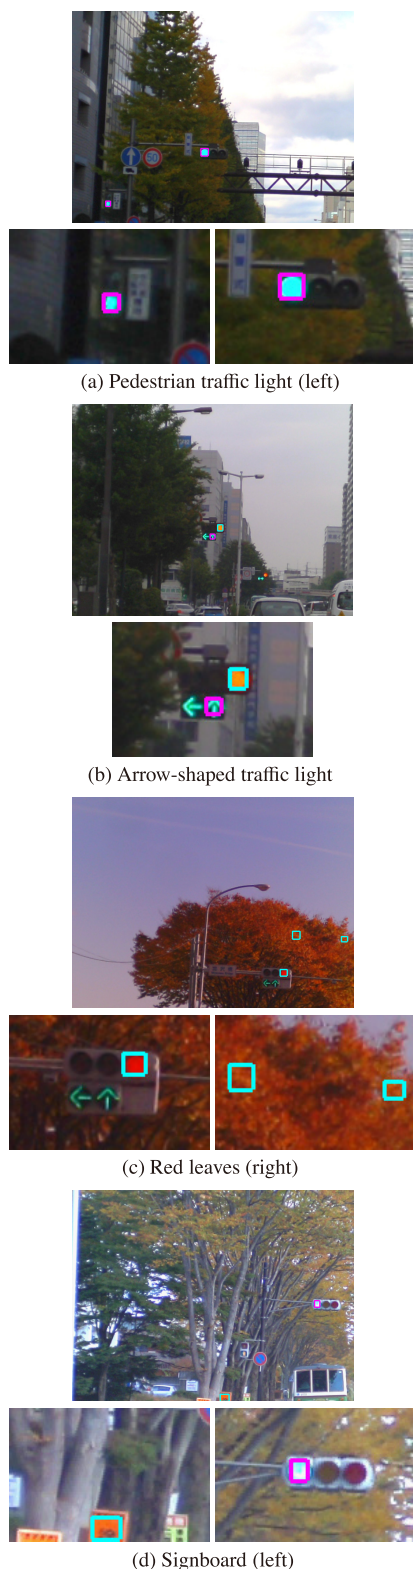 (a) Pedestrian traffic light (left)
(b) Arrow-shaped traffic light
(c) Red leaves (right)
(d) Signboard (left)